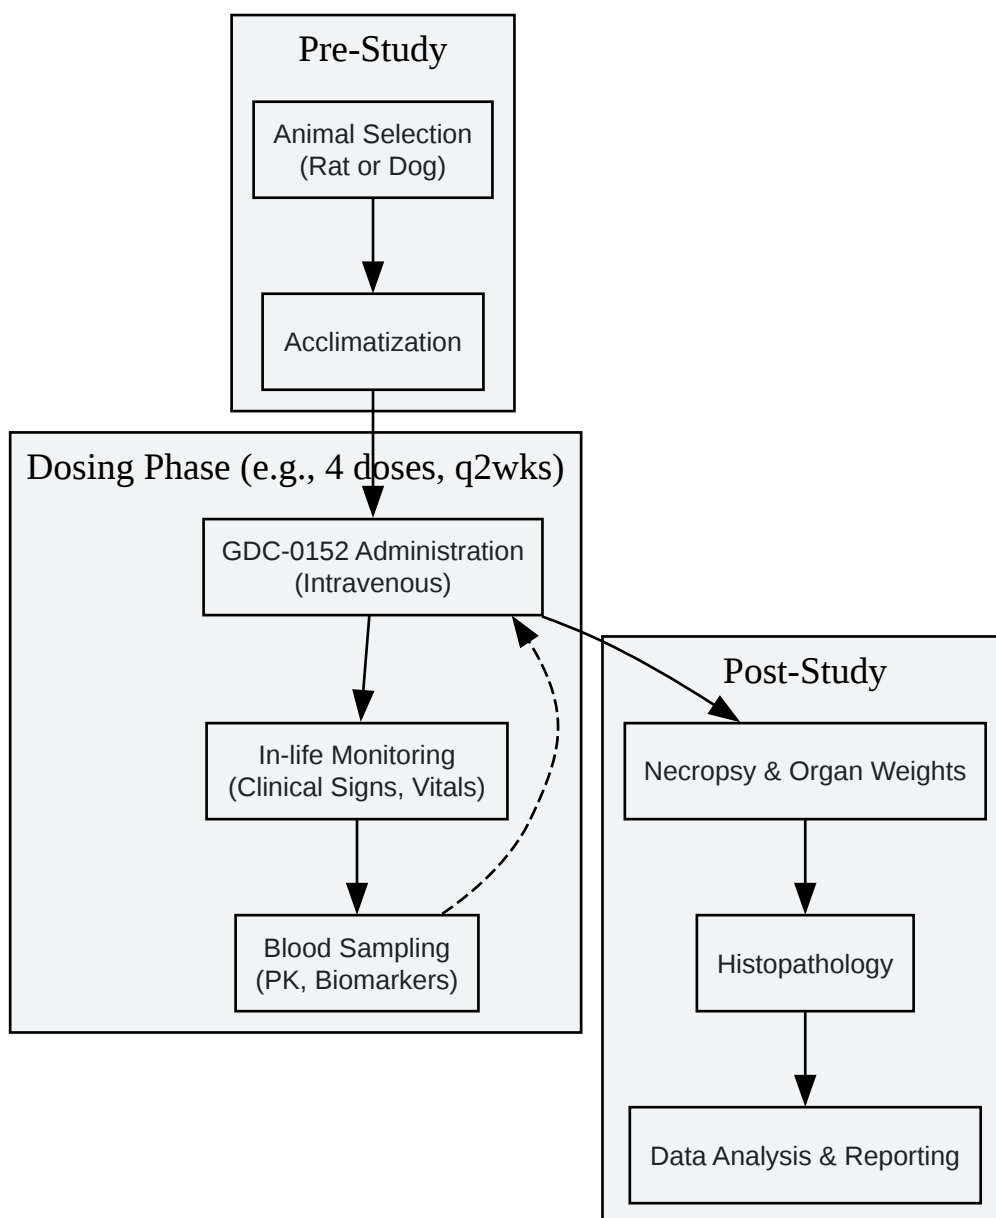 Pre-Study
Animal Selection
(Rat or Dog)
Acclimatization
Dosing Phase (e.g., 4 doses, q2wks)
GDC-0152 Administration
(Intravenous)
In-life Monitoring
(Clinical Signs, Vitals)
Blood Sampling
(PK, Biomarkers)
Post-Study
Necropsy & Organ Weights
Histopathology
Data Analysis & Reporting